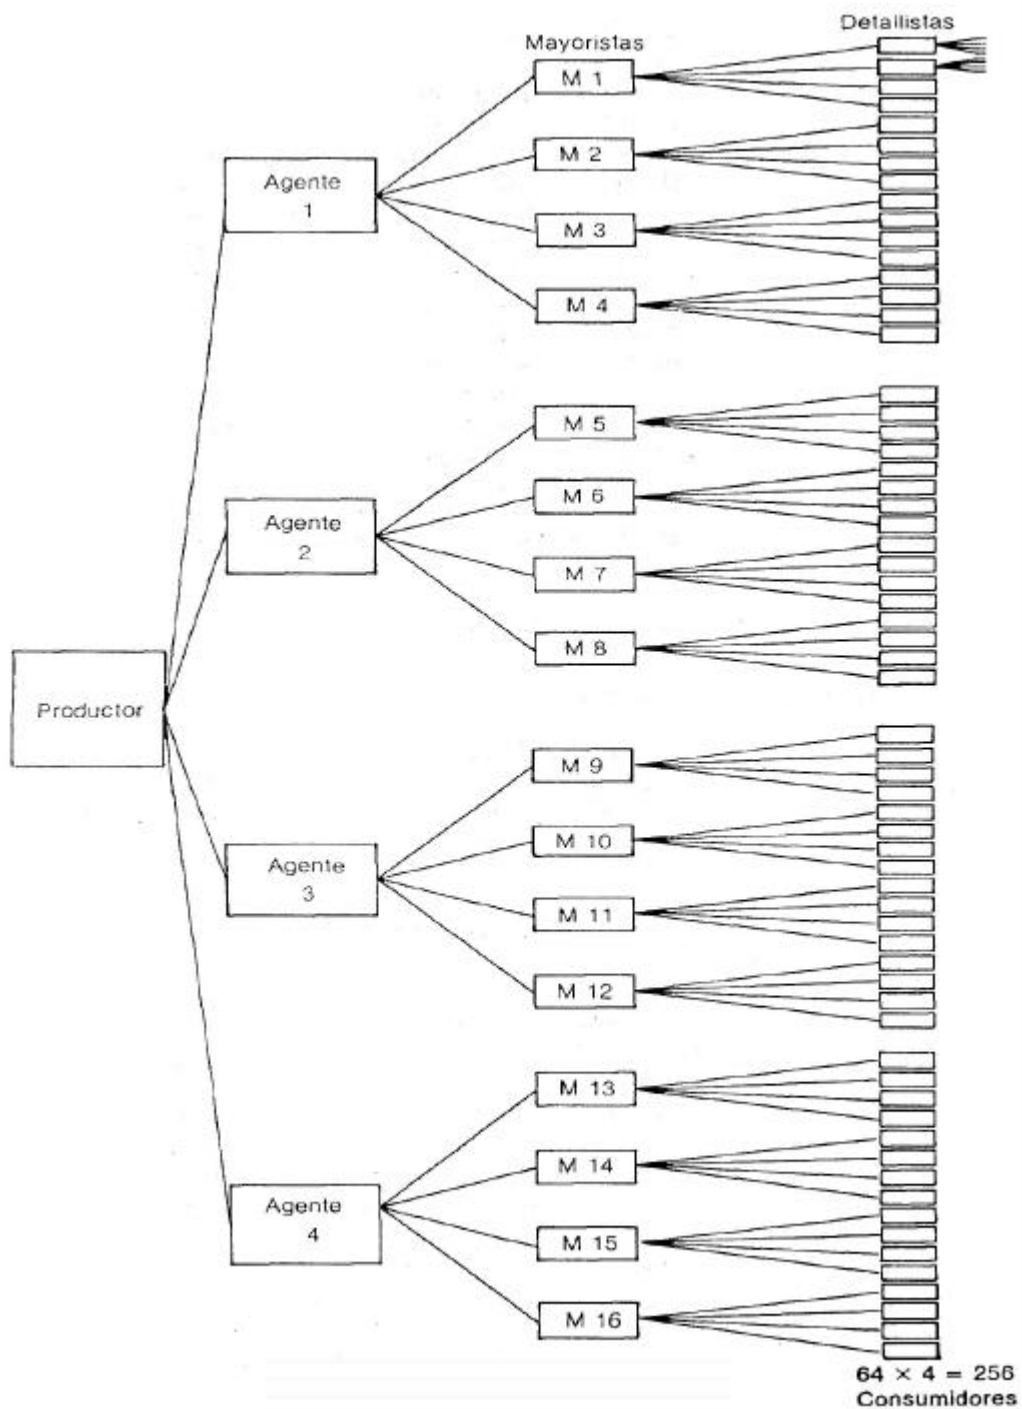 Detallistas
Mayoristas
M 1
M 2
Agente
1
M 3
M 4
M 5
Agente
2
M 6
M 7
M 8
Productor
M 9
M 10
Agente
3
M 11
M 12
M 13
M 14
Agente
4
M 15
M 16
64 × 4 = 256
Consumidores